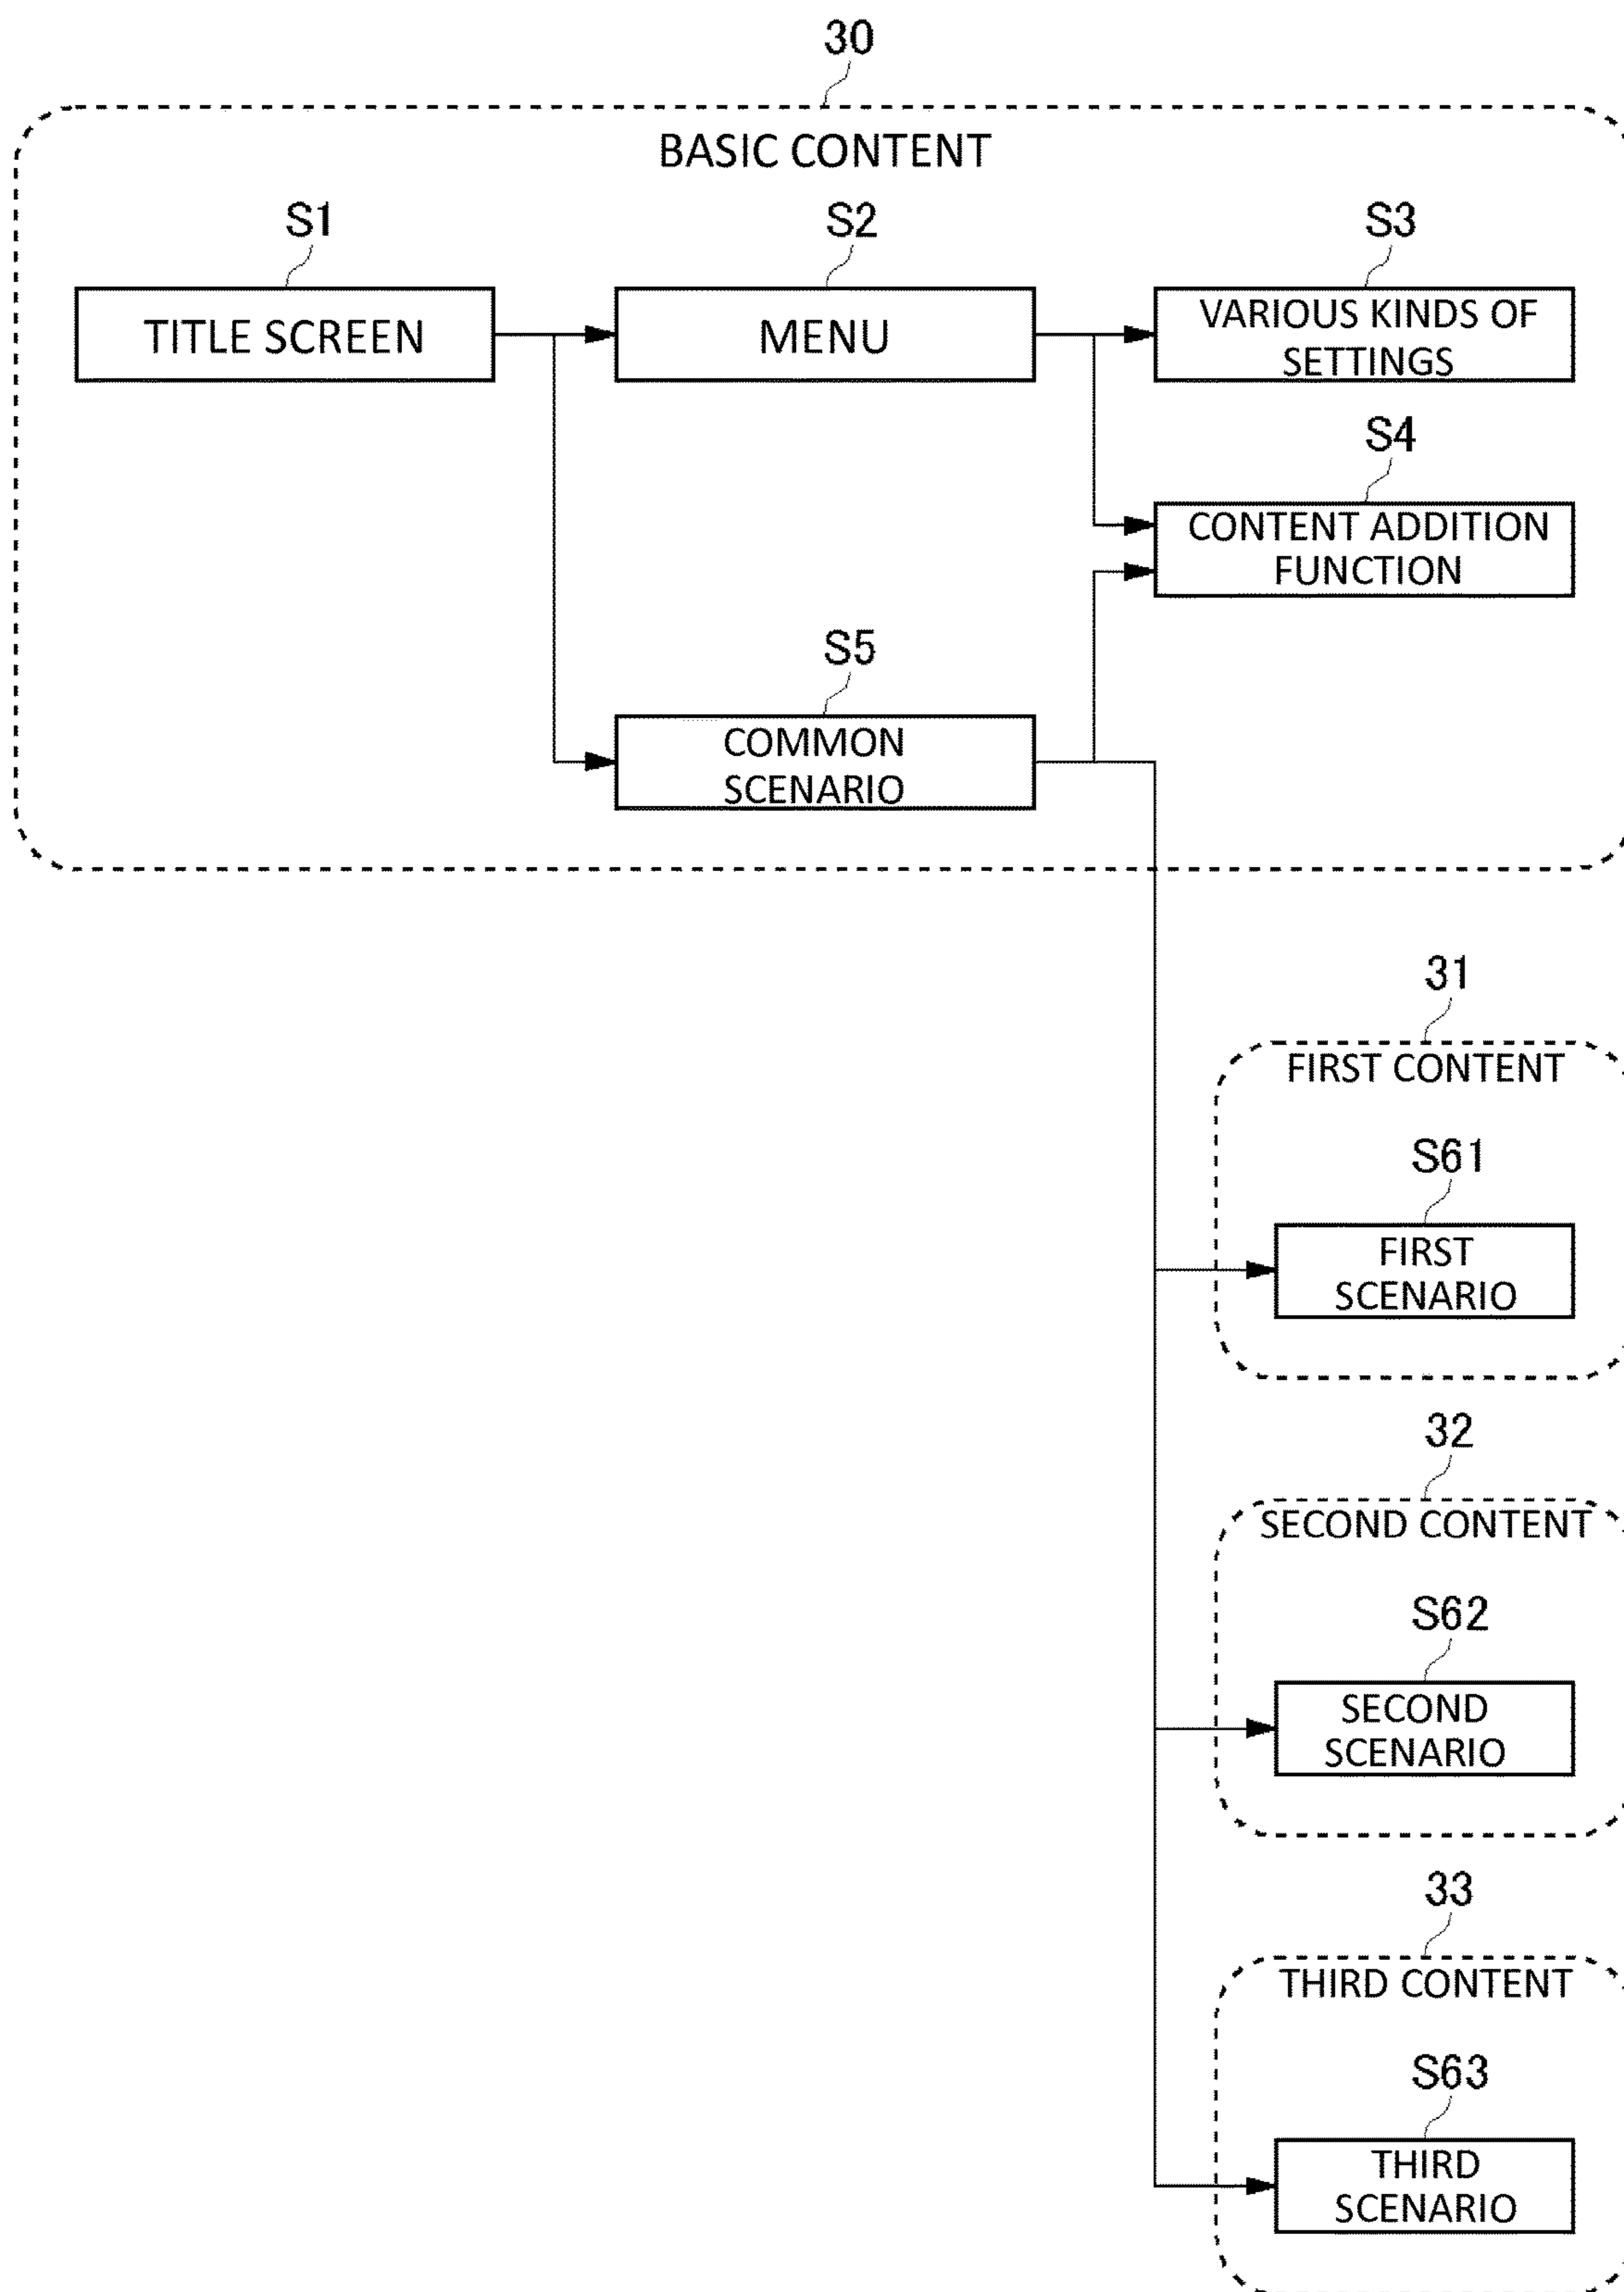 30
BASIC CONTENT
S1
S2
S3
TITLE SCREEN
MENU
VARIOUS KINDS OF
SETTINGS
S4
CONTENT ADDITION
FUNCTION
S5
COMMON
SCENARIO
31
FIRST CONTENT
S61
FIRST
SCENARIO
32
SECOND CONTENT
S62
SECOND
SCENARIO
33
THIRD CONTENT
S63
THIRD
SCENARIO